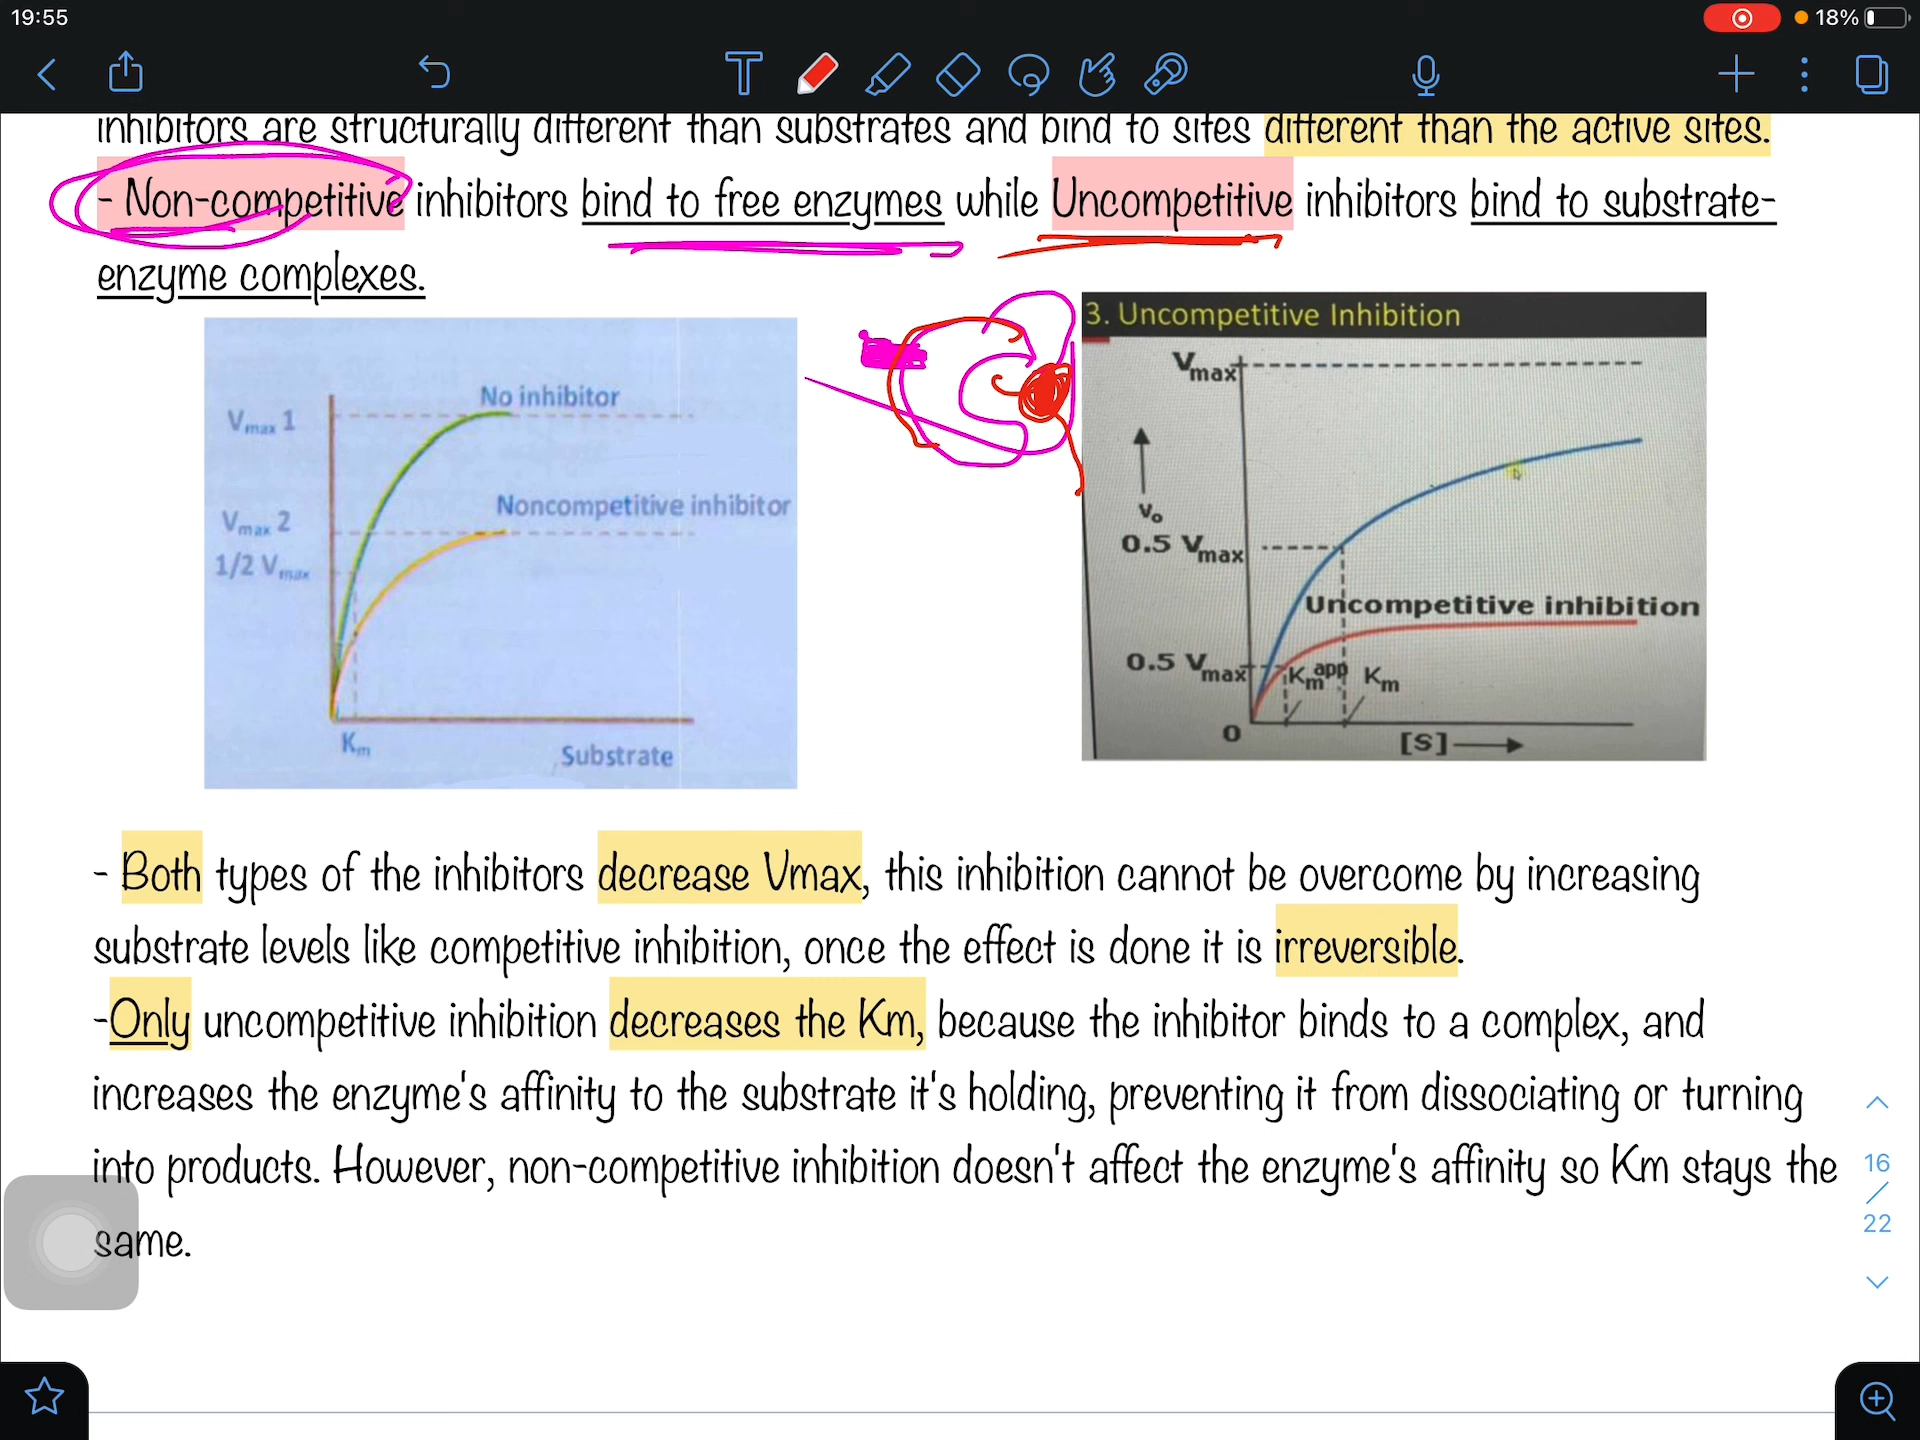 19:55
18%
inhibitors are structurally different than substrates and bind to sites different than the active sites.
- Non-competitive inhibitors bind to free enzymes while Uncompetitive inhibitors bind to substrate-
enzyme complexes.
No inhibitor
Vmax 1
Noncompetitive inhibitor
Vmax 2
1/2 Vmax
Km
Substrate
3. Uncompetitive Inhibition
Vmax
Vo
0.5 Vmax
Uncompetitive inhibition
0.5 Vmax
Km app Km
0
[S]
- Both types of the inhibitors decrease Vmax, this inhibition cannot be overcome by increasing
substrate levels like competitive inhibition, once the effect is done it is irreversible.
-Only uncompetitive inhibition decreases the Km, because the inhibitor binds to a complex, and
increases the enzyme's affinity to the substrate it's holding, preventing it from dissociating or turning
into products. However, non-competitive inhibition doesn't affect the enzyme's affinity so Km stays the
same.
16
/
22